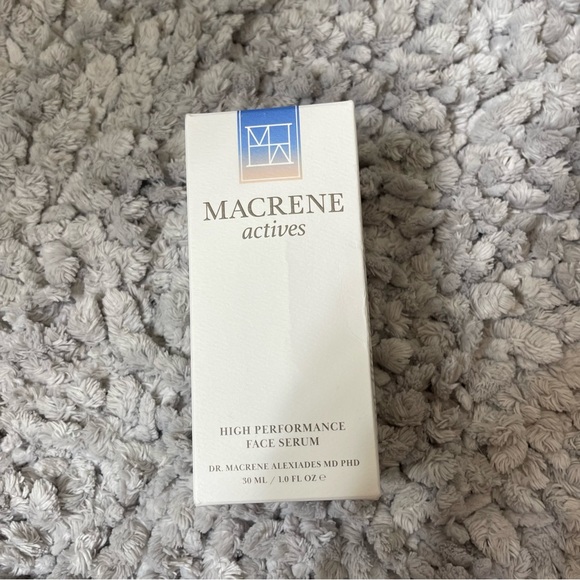 MACRENE
actives
HIGH PERFORMANCE
FACE SERUM
DR. MACRENE ALEXIADES MD PHD
30 ML / 1.0 FL OZ ℮